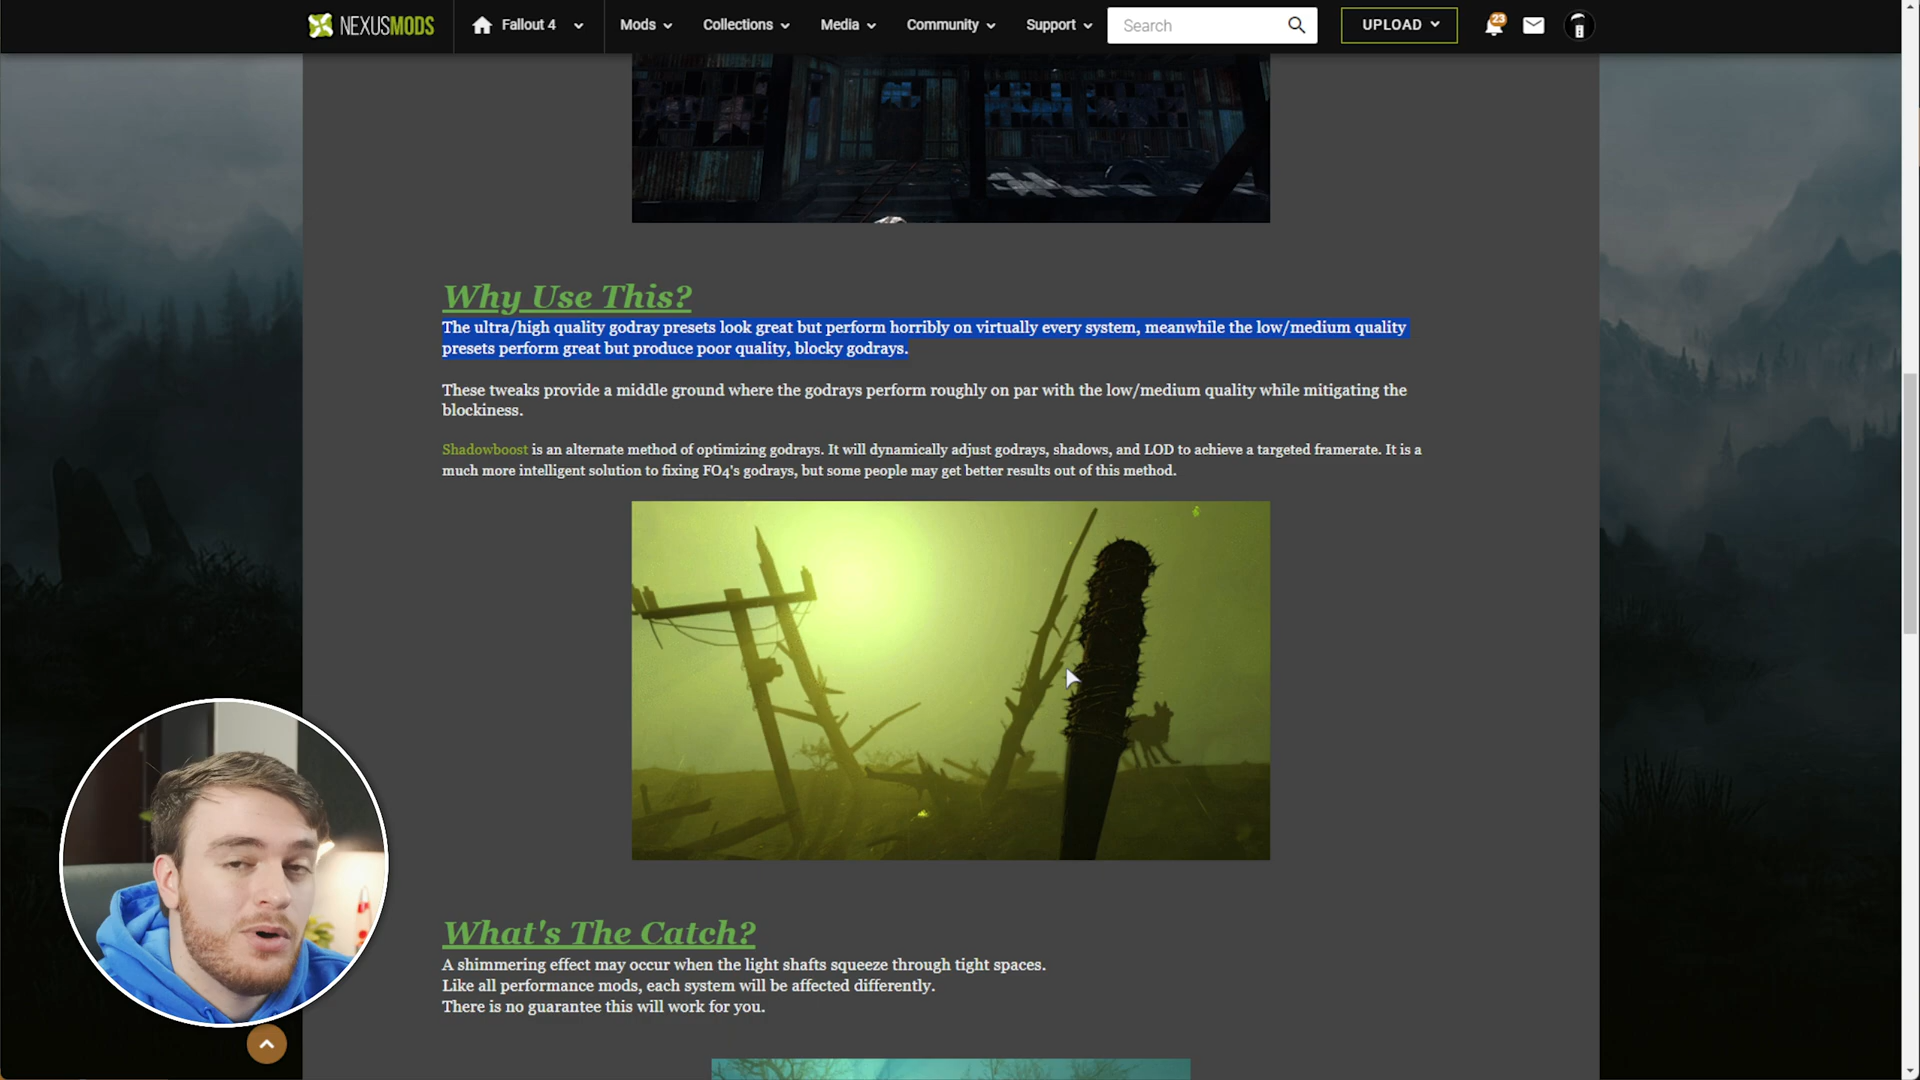 NEXUSMODS
Fallout 4
Mods
Collections
Media
Community
Support
Search
UPLOAD
23
Why Use This?
The ultra/high quality godray presets look great but perform horribly on virtually every system, meanwhile the low/medium quality
presets perform great but produce poor quality, blocky godrays.
These tweaks provide a middle ground where the godrays perform roughly on par with the low/medium quality while mitigating the
blockiness.
Shadowboost is an alternate method of optimizing godrays. It will dynamically adjust godrays, shadows, and LOD to achieve a targeted framerate. It is a
much more intelligent solution to fixing FO4's godrays, but some people may get better results out of this method.
What's The Catch?
A shimmering effect may occur when the light shafts squeeze through tight spaces.
Like all performance mods, each system will be affected differently.
There is no guarantee this will work for you.